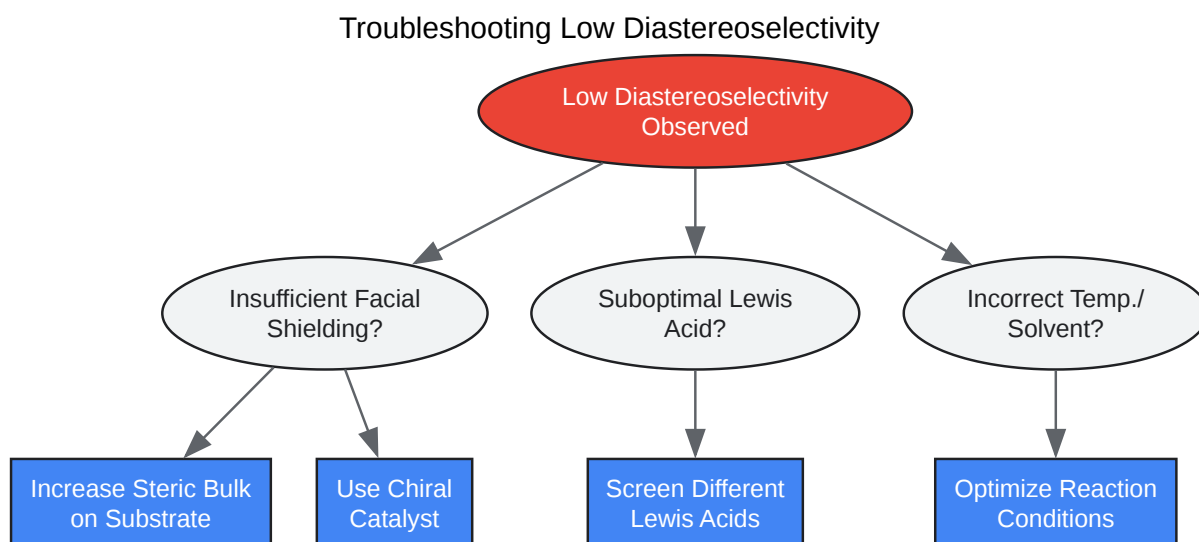 Troubleshooting Low Diastereoselectivity
Low Diastereoselectivity
Observed
Insufficient Facial
Shielding?
Suboptimal Lewis
Acid?
Incorrect Temp./
Solvent?
Increase Steric Bulk
on Substrate
Use Chiral
Catalyst
Screen Different
Lewis Acids
Optimize Reaction
Conditions